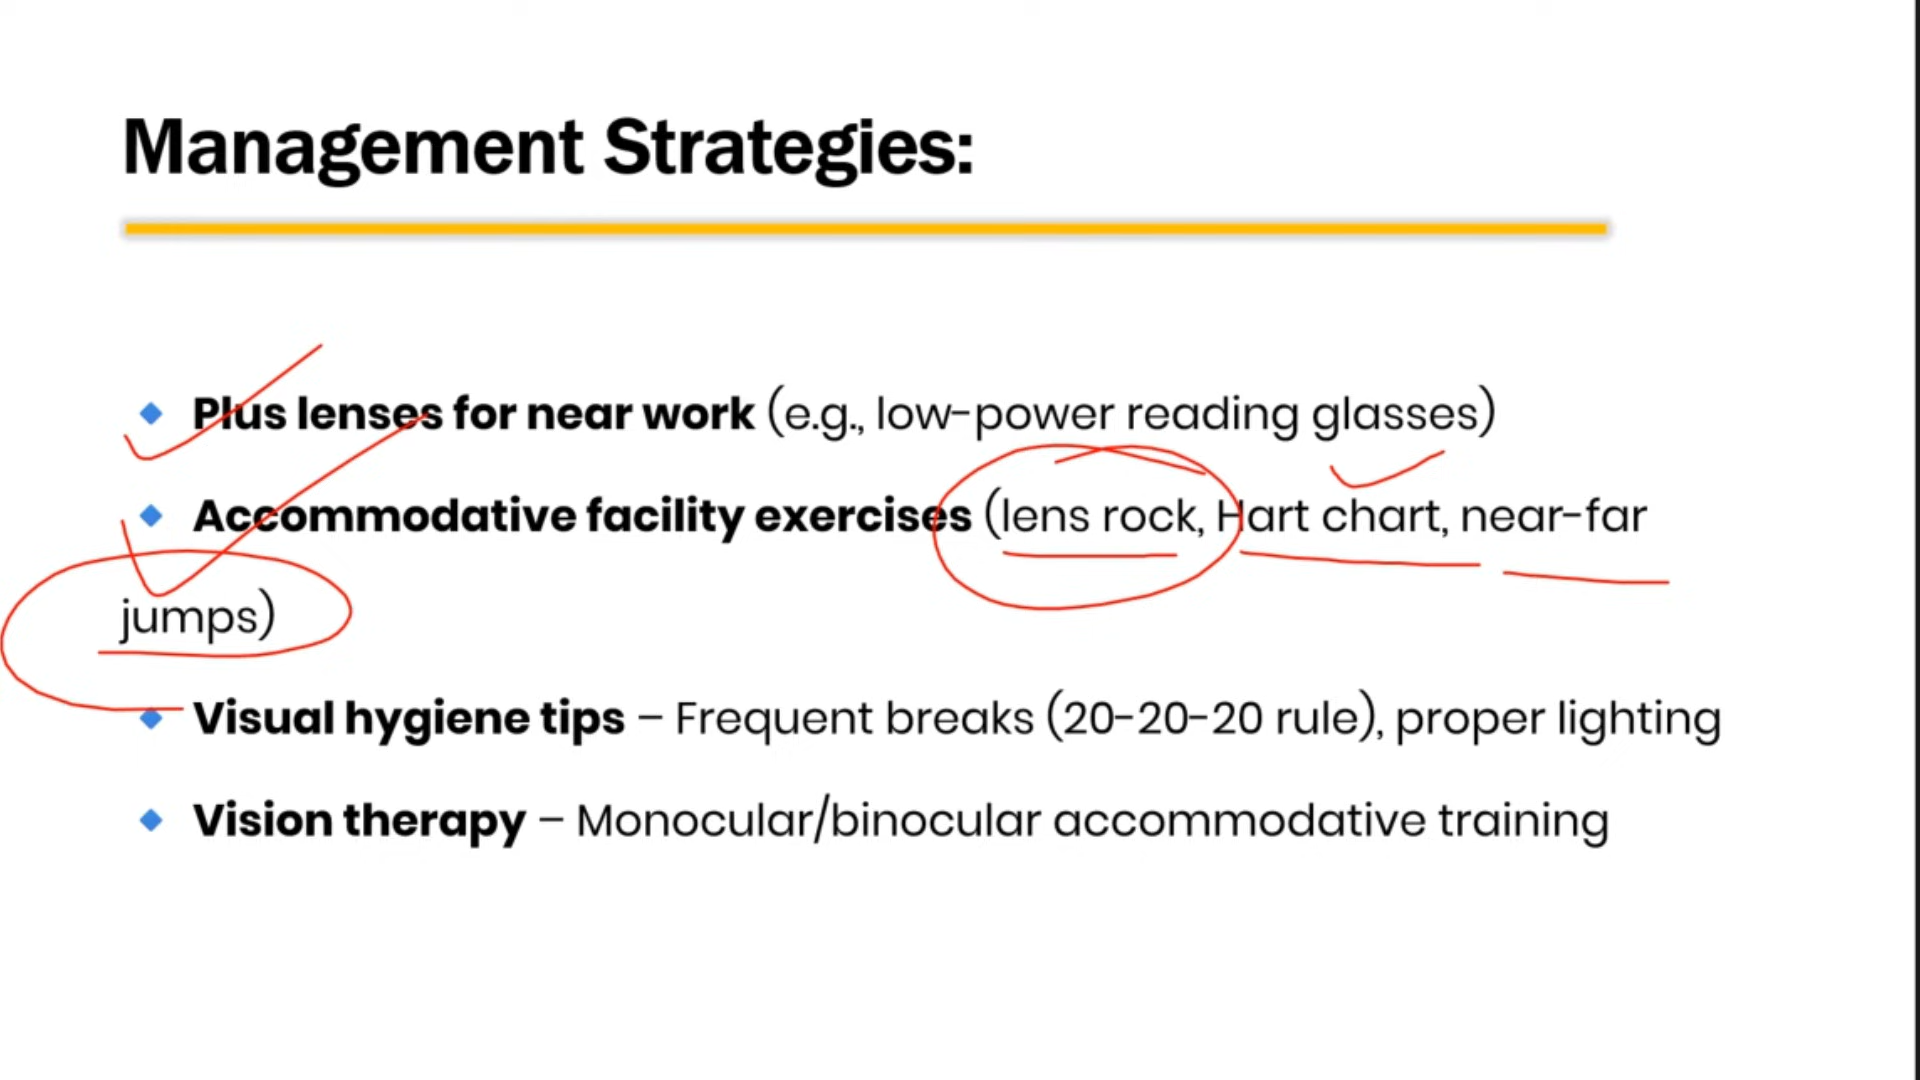 Management Strategies:
Plus lenses for near work (e.g., low-power reading glasses)
Accommodative facility exercises (lens rock, Hart chart, near-far
jumps)
Visual hygiene tips – Frequent breaks (20-20-20 rule), proper lighting
Vision therapy – Monocular/binocular accommodative training